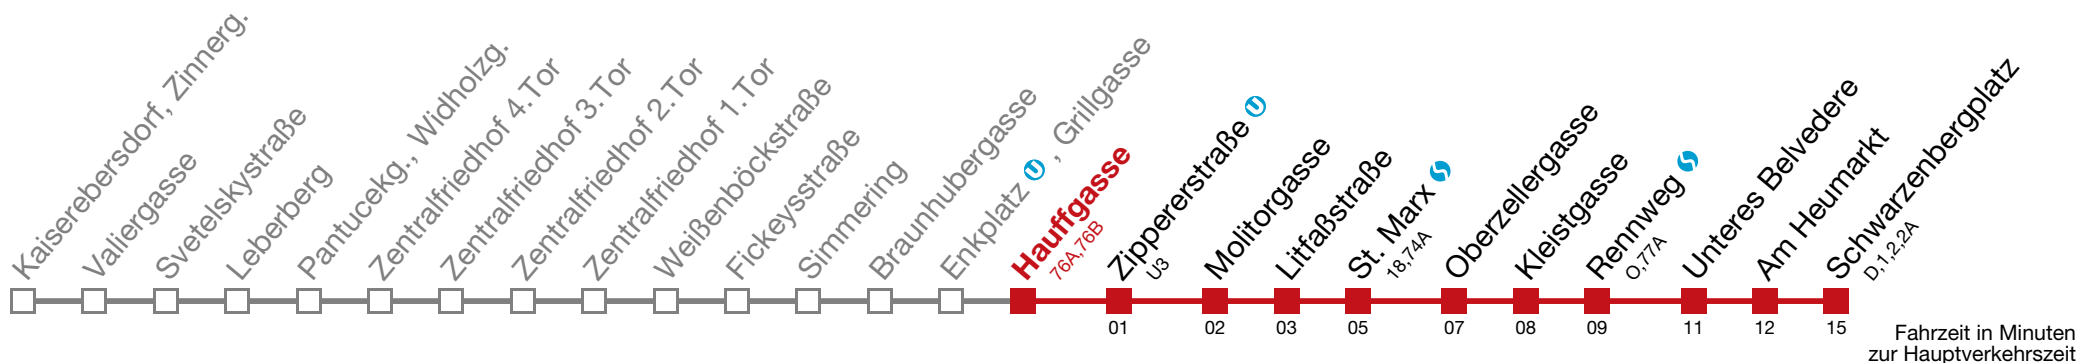 Kaiserebersdorf, Zinnerg.
Valiergasse
Svetelskystraße
Leberberg
Pantucekg., Widholzg.
Zentralfriedhof 4.Tor
Zentralfriedhof 3.Tor
Zentralfriedhof 2.Tor
Zentralfriedhof 1.Tor
Weißenböckstraße
Fickeysstraße
Simmering
Braunhubergasse
Enkplatz U , Grillgasse
Hauffgasse
76A,76B
Zippererstraße U
U3
Molitorgasse
Litfaßstraße
St. Marx S
18,74A
Oberzellergasse
Kleistgasse
Rennweg S
O,77A
Unteres Belvedere
Am Heumarkt
Schwarzenbergplatz
D,1,2,2A
01 02 03 05 07 08 09 11 12 15
Fahrzeit in Minuten
zur Hauptverkehrszeit